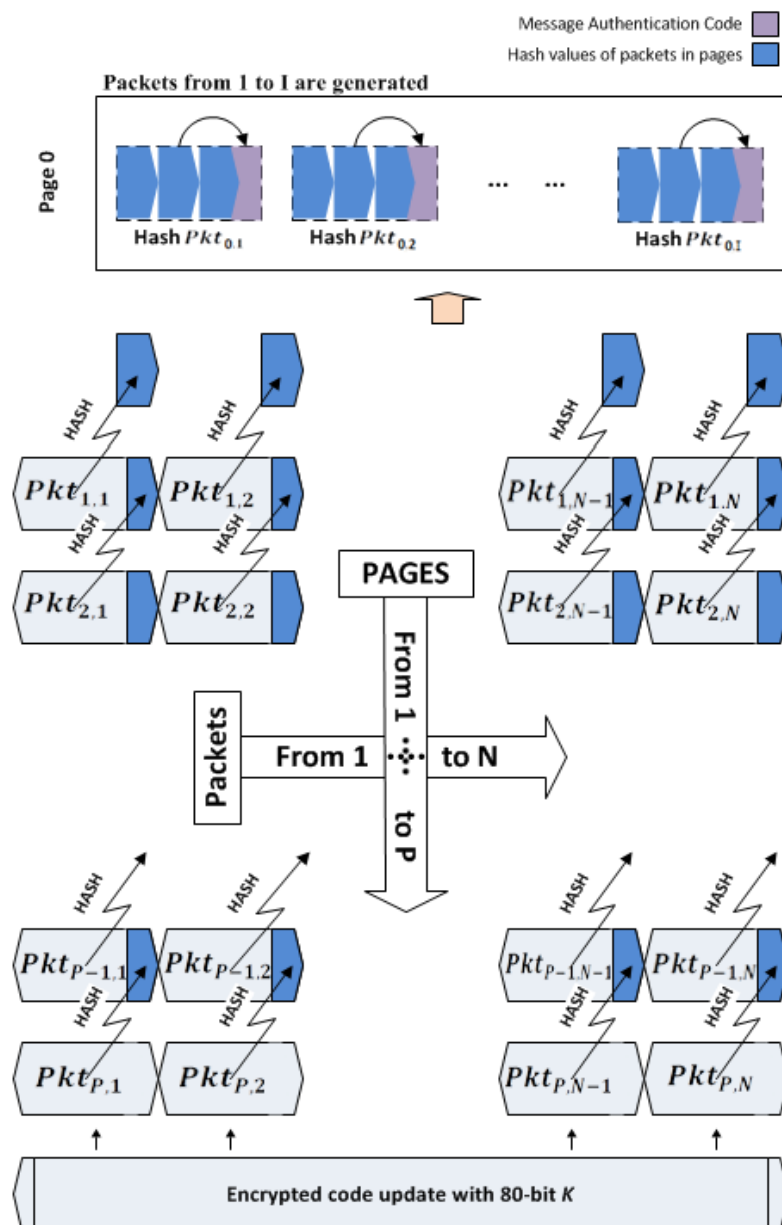 Message Authentication Code
Hash values of packets in pages
Packets from 1 to I are generated
Page 0
... ...
Hash Pkt0.1
Hash Pkt0.2
Hash Pkt0.I
HASH HASH HASH HASH
Pkt1,1 Pkt1,2 Pkt1,N−1 Pkt1.N
HASH HASH HASH HASH
Pkt2,1 Pkt2,2 Pkt2,N−1 Pkt2,N
PAGES
From 1
to P
Packets
From 1
to N
HASH HASH HASH HASH
PktP−1,1 PktP−1,2 PktP−1,N−1 PktP−1,N
HASH HASH HASH HASH
PktP,1 PktP,2 PktP,N−1 PktP,N
Encrypted code update with 80-bit K